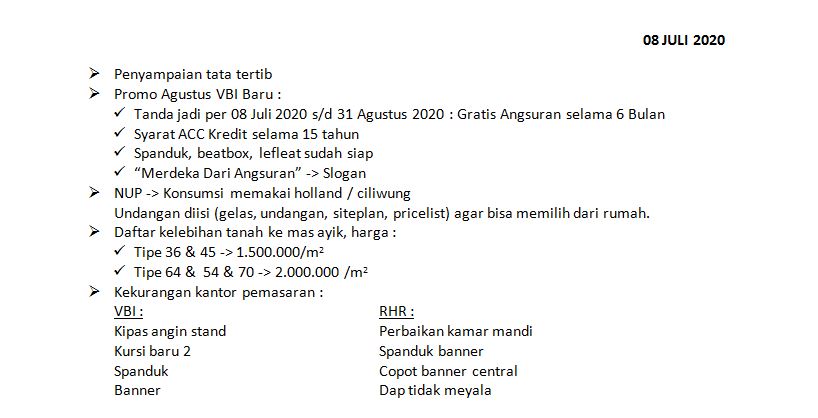 08 JULI 2020
➢ Penyampaian tata tertib
➢ Promo Agustus VBI Baru :
✓ Tanda jadi per 08 Juli 2020 s/d 31 Agustus 2020 : Gratis Angsuran selama 6 Bulan
✓ Syarat ACC Kredit selama 15 tahun
✓ Spanduk, beatbox, lefleat sudah siap
✓ “Merdeka Dari Angsuran” -> Slogan
➢ NUP -> Konsumsi memakai holland / ciliwung
Undangan diisi (gelas, undangan, siteplan, pricelist) agar bisa memilih dari rumah.
➢ Daftar kelebihan tanah ke mas ayik, harga :
✓ Tipe 36 & 45 -> 1.500.000/m²
✓ Tipe 64 & 54 & 70 -> 2.000.000 /m²
➢ Kekurangan kantor pemasaran :
VBI : RHR :
Kipas angin stand Perbaikan kamar mandi
Kursi baru 2 Spanduk banner
Spanduk Copot banner central
Banner Dap tidak meyala